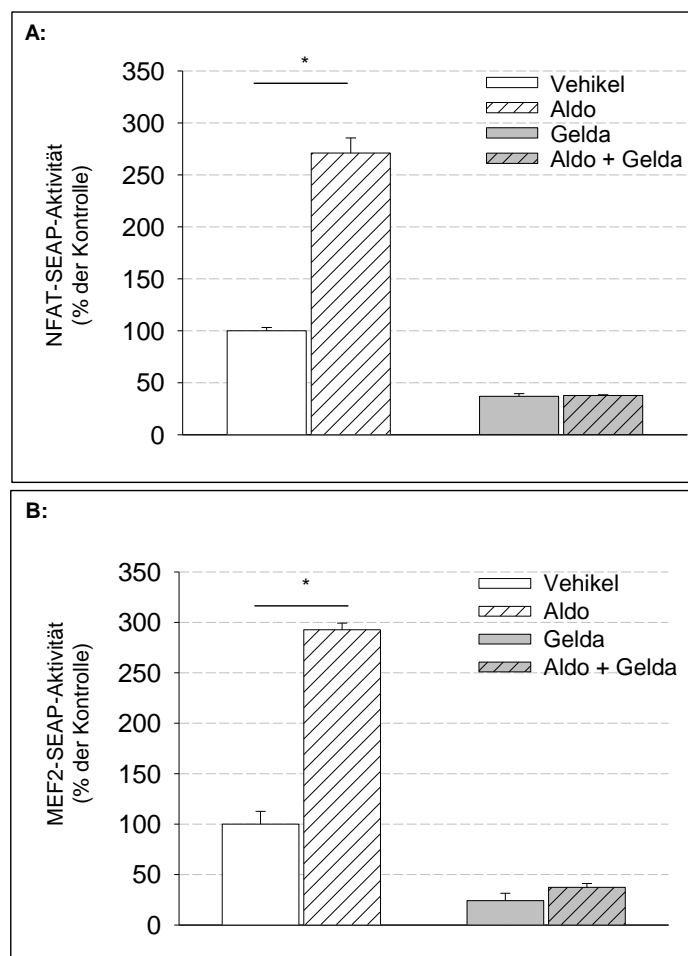 A:
*
350
300
250
200
150
100
50
0
NFAT-SEAP-Aktivität
(% der Kontrolle)
Vehikel
Aldo
Gelda
Aldo + Gelda
B:
*
350
300
250
200
150
100
50
0
MEF2-SEAP-Aktivität
(% der Kontrolle)
Vehikel
Aldo
Gelda
Aldo + Gelda